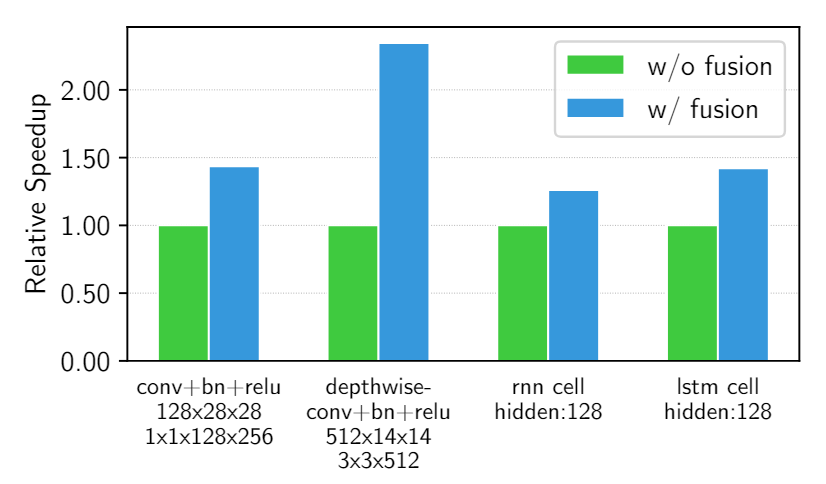 Relative Speedup
2.00
1.50
1.00
0.50
0.00
w/o fusion
w/ fusion
conv+bn+relu
128x28x28
1x1x128x256
depthwise-
conv+bn+relu
512x14x14
3x3x512
rnn cell
hidden:128
lstm cell
hidden:128